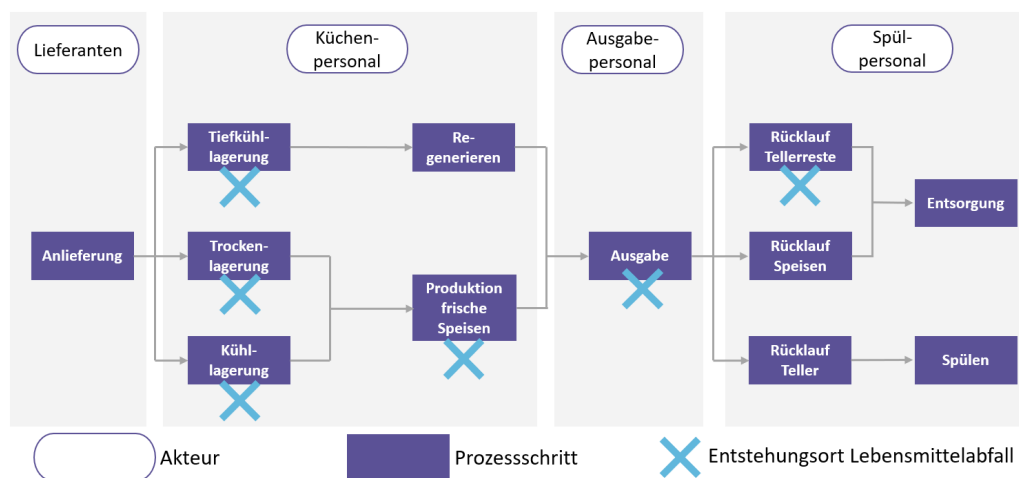 Lieferanten
Küchen-
personal
Ausgabe-
personal
Spül-
personal
Tiefkühl-
lagerung
Re-
generieren
Rücklauf
Tellerreste
Entsorgung
Anlieferung
Trocken-
lagerung
Ausgabe
Rücklauf
Speisen
Produktion
frische
Speisen
Kühl-
lagerung
Rücklauf
Teller
Spülen
Akteur
Prozessschritt
Entstehungsort Lebensmittelabfall